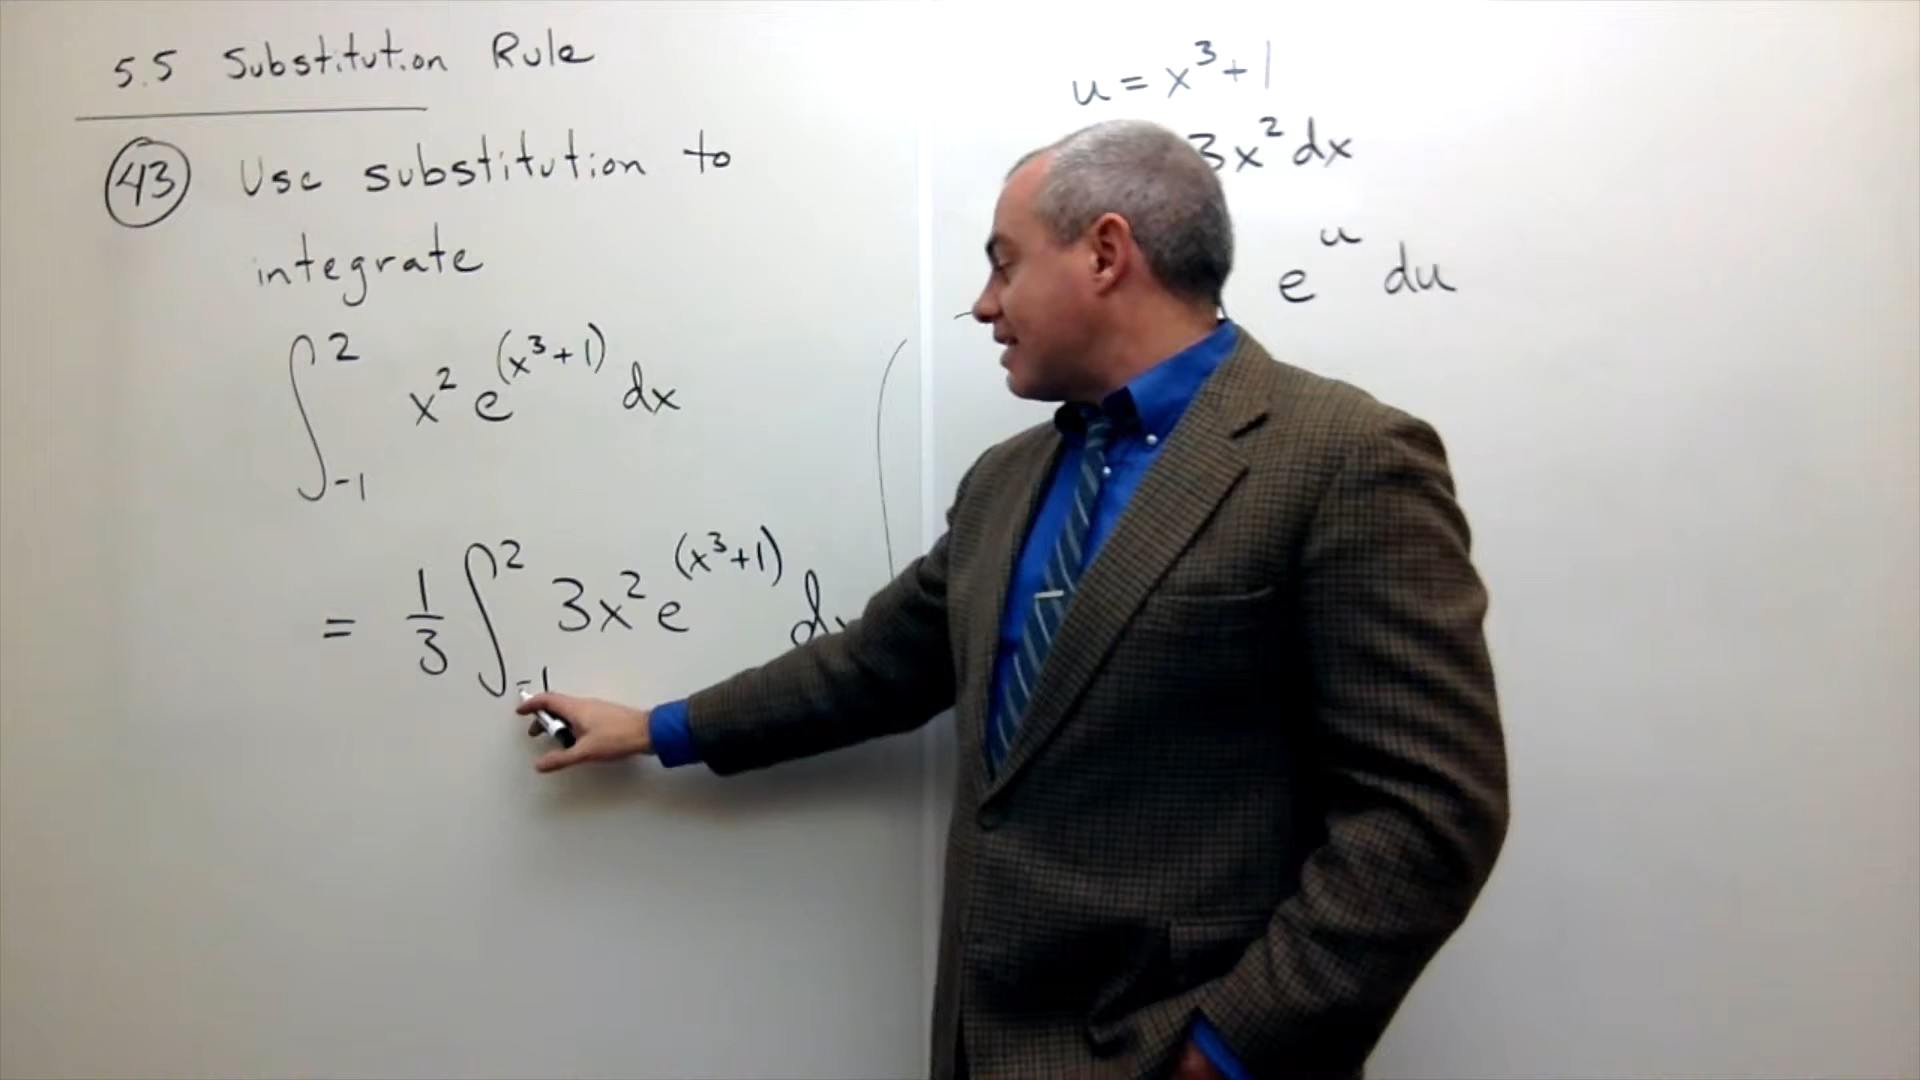 5.5 Substitution Rule
43 Use substitution to
integrate
∫₋₁² x² e^(x³+1) dx
= 1/3 ∫₋₁² 3x² e^(x³+1) dx
u = x³+1
3x² dx
e^u du